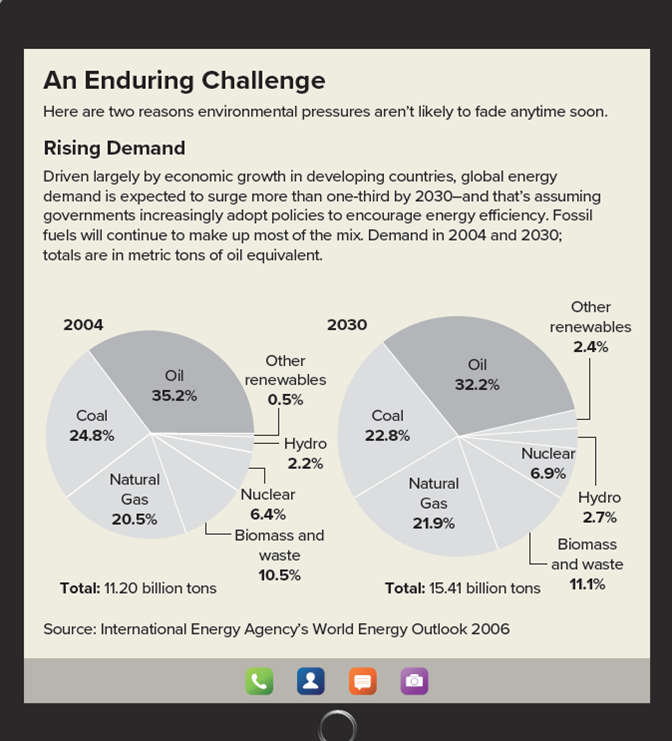 An Enduring Challenge
Here are two reasons environmental pressures aren’t likely to fade anytime soon.
Rising Demand
Driven largely by economic growth in developing countries, global energy
demand is expected to surge more than one-third by 2030—and that’s assuming
governments increasingly adopt policies to encourage energy efficiency. Fossil
fuels will continue to make up most of the mix. Demand in 2004 and 2030;
totals are in metric tons of oil equivalent.
2004
Oil
35.2%
Other
renewables
0.5%
Hydro
2.2%
Nuclear
6.4%
Biomass and
waste
10.5%
Natural
Gas
20.5%
Coal
24.8%
Total: 11.20 billion tons
2030
Oil
32.2%
Other
renewables
2.4%
Hydro
2.7%
Nuclear
6.9%
Biomass
and waste
11.1%
Natural
Gas
21.9%
Coal
22.8%
Total: 15.41 billion tons
Source: International Energy Agency’s World Energy Outlook 2006